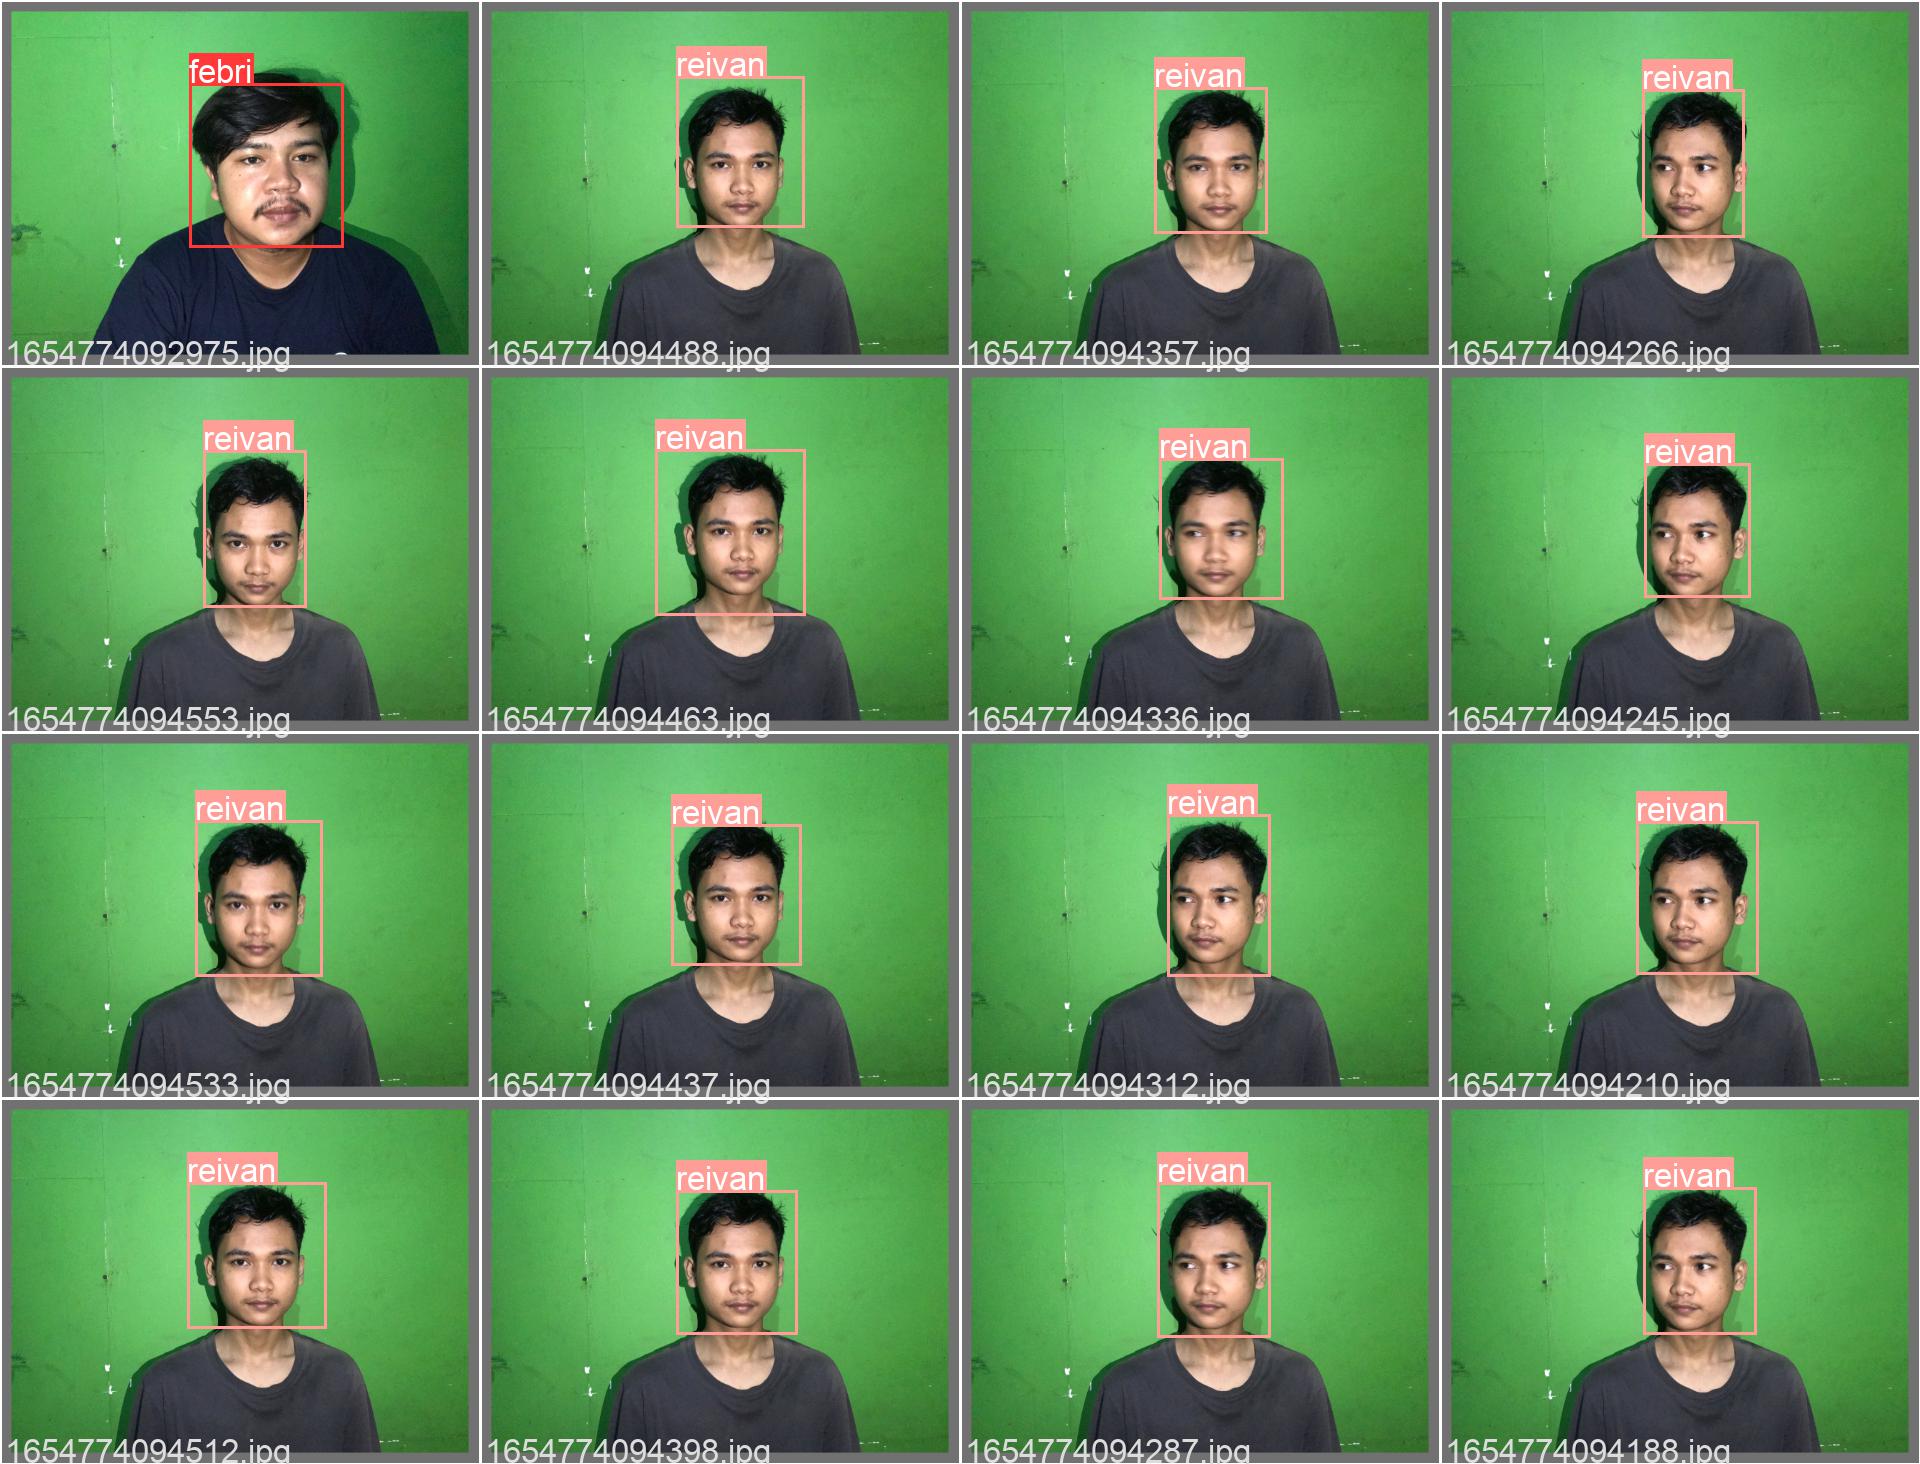 febri
1654774092975.jpg
reivan
1654774094488.jpg
reivan
1654774094357.jpg
reivan
1654774094266.jpg
reivan
1654774094553.jpg
reivan
1654774094463.jpg
reivan
1654774094336.jpg
reivan
1654774094245.jpg
reivan
1654774094533.jpg
reivan
1654774094437.jpg
reivan
1654774094312.jpg
reivan
1654774094210.jpg
reivan
1654774094512.jpg
reivan
1654774094398.jpg
reivan
1654774094287.jpg
reivan
1654774094188.jpg